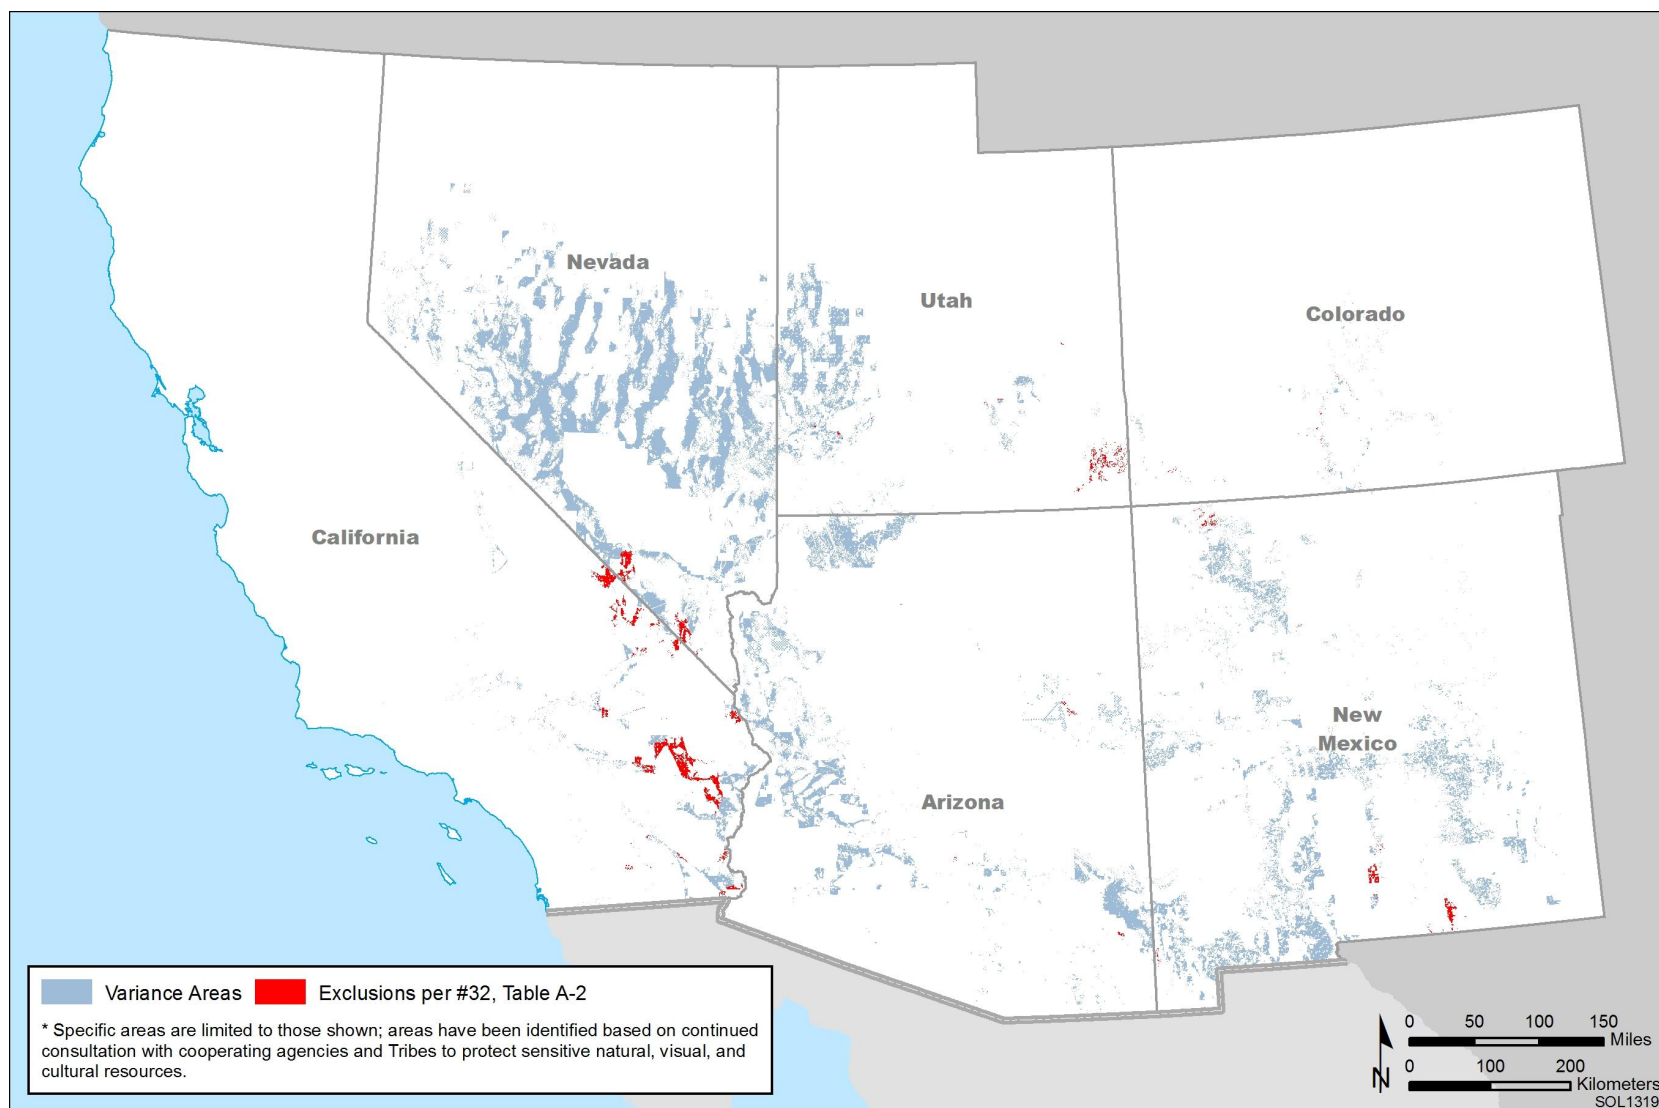 Nevada
Utah
Colorado
California
New
Mexico
Arizona
Variance Areas
Exclusions per #32, Table A-2
* Specific areas are limited to those shown; areas have been identified based on continued
consultation with cooperating agencies and Tribes to protect sensitive natural, visual, and
cultural resources.
0 50 100 150
Miles
0 100 200
Kilometers
N
SOL1319